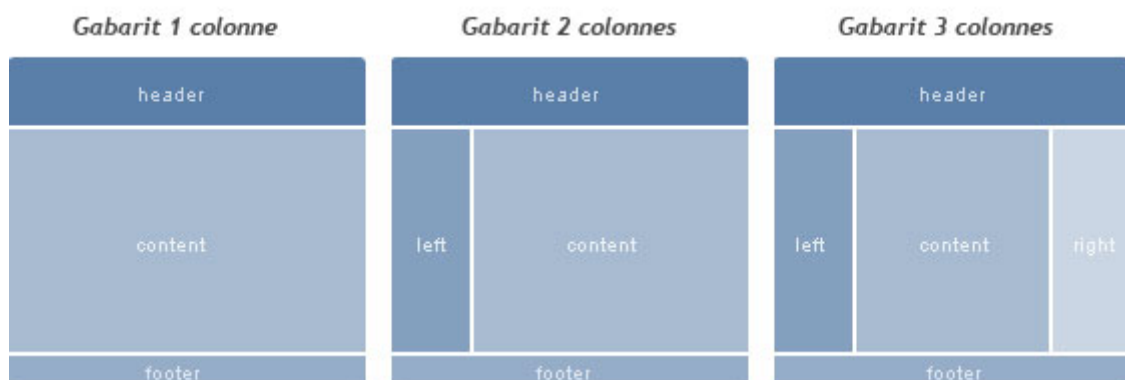 Gabarit 1 colonne
Gabarit 2 colonnes
Gabarit 3 colonnes
header
header
header
content
left
content
left
content
right
footer
footer
footer